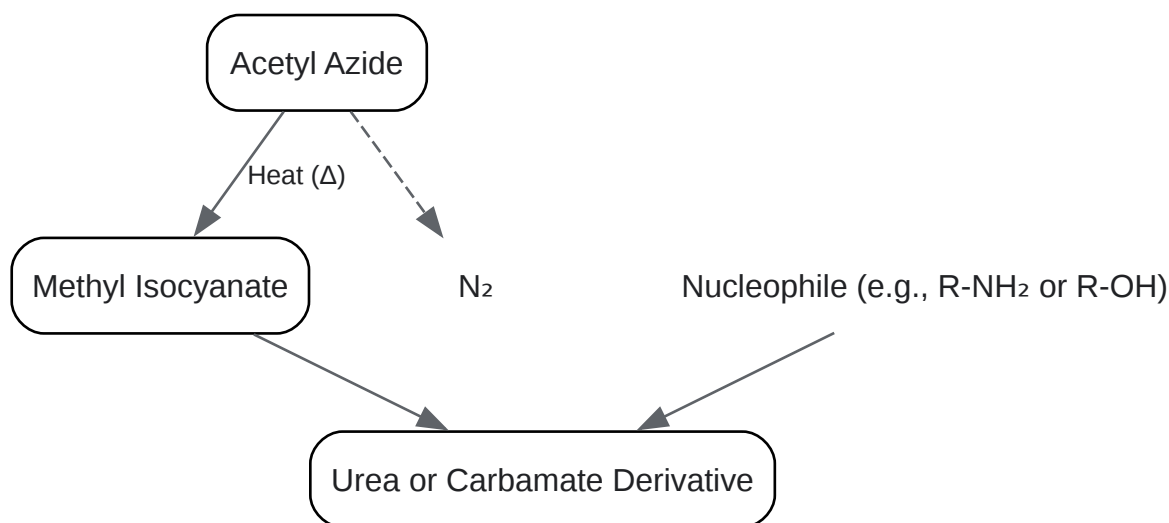 Acetyl Azide
Heat (Δ)
Methyl Isocyanate
N₂
Nucleophile (e.g., R-NH₂ or R-OH)
Urea or Carbamate Derivative